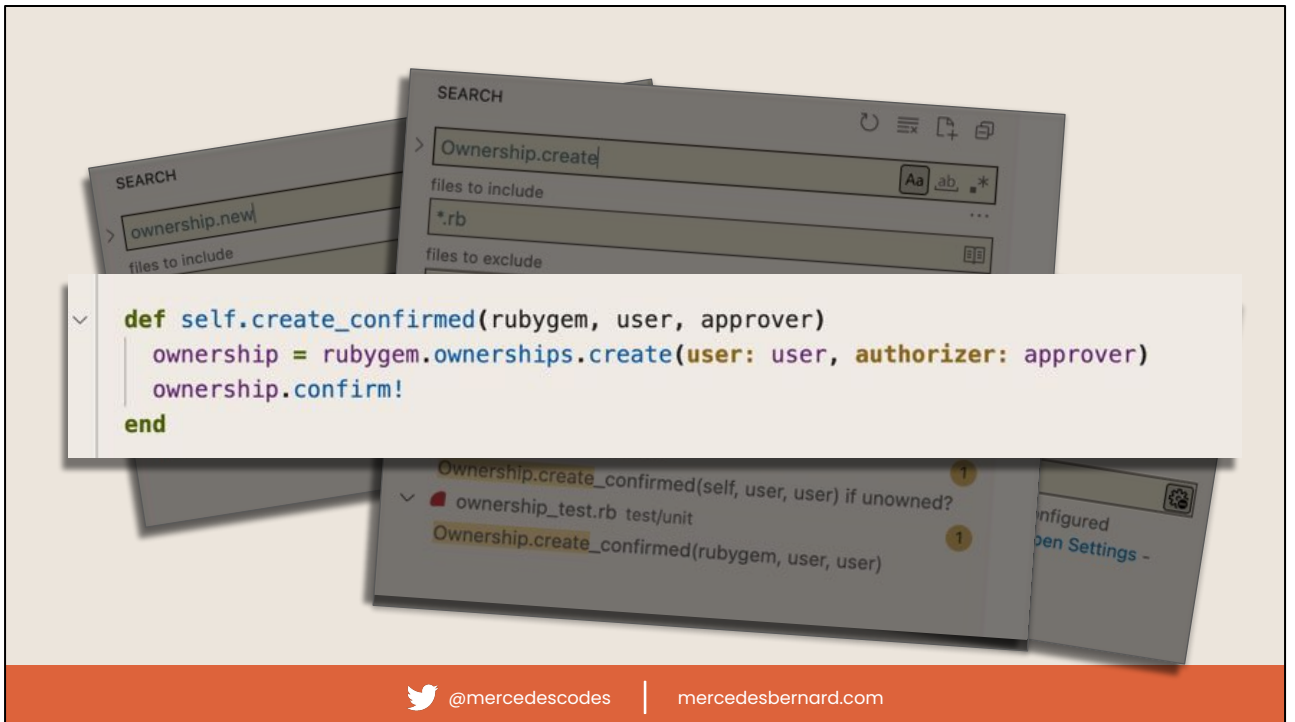 SEARCH
ownership.new
files to include
SEARCH
Ownership.create
Aa ab .*
files to include
...
*.rb
files to exclude
def self.create_confirmed(rubygem, user, approver)
ownership = rubygem.ownerships.create(user: user, authorizer: approver)
ownership.confirm!
end
Ownership.create_confirmed(self, user, user) if unowned? 1
ownership_test.rb test/unit
Ownership.create_confirmed(rubygem, user, user) 1
nfigured
pen Settings -
@mercedescodes | mercedesbernard.com